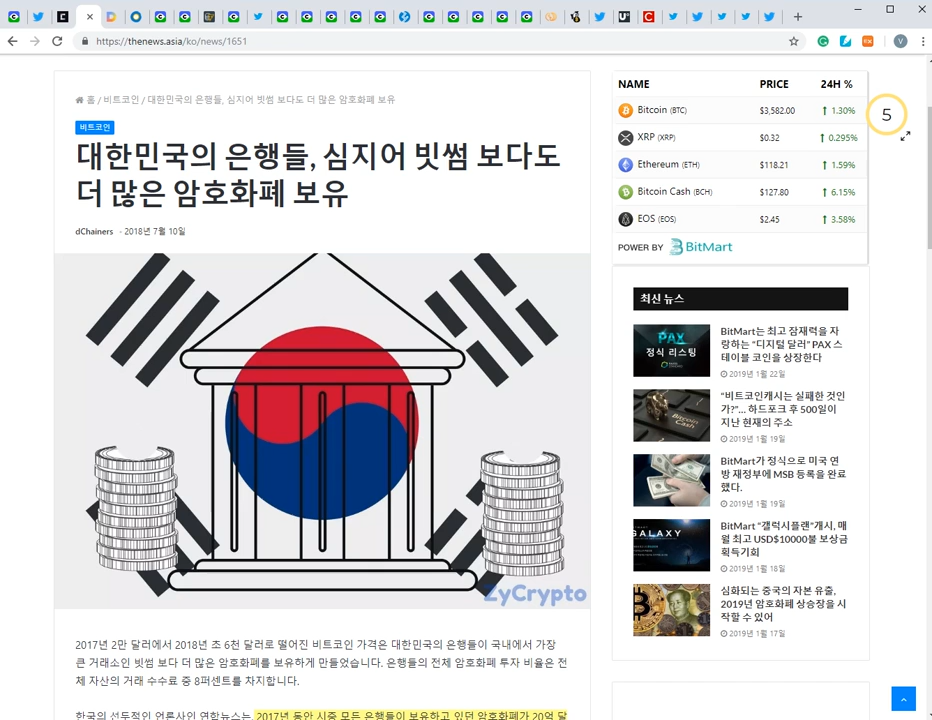 https://thenews.asia/ko/news/1651
홈 / 비트코인 / 대한민국의 은행들, 심지어 빗썸 보다도 더 많은 암호화폐 보유
비트코인
대한민국의 은행들, 심지어 빗썸 보다도
더 많은 암호화폐 보유
dChainers - 2018년 7월 10일
ZyCrypto
2017년 2만 달러에서 2018년 초 6천 달러로 떨어진 비트코인 가격은 대한민국의 은행들이 국내에서 가장
큰 거래소인 빗썸 보다 더 많은 암호화폐를 보유하게 만들었습니다. 은행들의 전체 암호화폐 투자 비율은 전
체 자산의 거래 수수료 중 8퍼센트를 차지합니다.
한국의 선두적인 언론사인 연합뉴스는, 2017년 동안 시중 모든 은행들이 보유하고 있던 암호화폐가 20억 달
NAME PRICE 24H %
Bitcoin (BTC) $3,582.00 ↑ 1.30%
XRP (XRP) $0.32 ↑ 0.295%
Ethereum (ETH) $118.21 ↑ 1.59%
Bitcoin Cash (BCH) $127.80 ↑ 6.15%
EOS (EOS) $2.45 ↑ 3.58%
POWER BY BitMart
5
최신 뉴스
PAX
정식 리스팅
BitMart는 최고 잠재력을 자
랑하는 “디지털 달러” PAX 스
테이블 코인을 상장한다
2019년 1월 22일
Bitcoin
Cash
“비트코인캐시는 실패한 것인
가?”… 하드포크 후 500일이
지난 현재의 주소
2019년 1월 19일
BitMart가 정식으로 미국 연
방 재정부에 MSB 등록을 완료
했다.
2019년 1월 19일
GALAXY
BitMart “갤럭시플랜”개시, 매
월 최고 USD$10000불 보상금
획득기회
2019년 1월 18일
심화되는 중국의 자본 유출,
2019년 암호화폐 상승장을 시
작할 수 있어
2019년 1월 17일